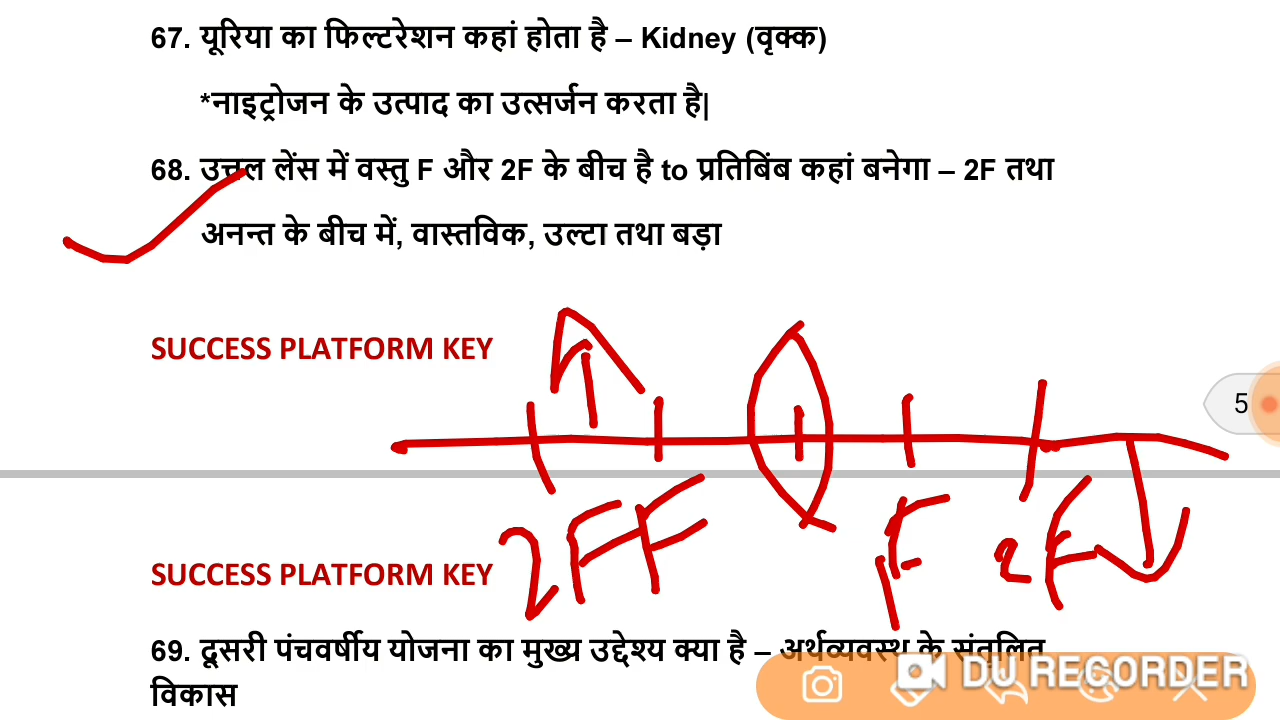 67. यूरिया का फिल्टरेशन कहां होता है – Kidney (वृक्क)
*नाइट्रोजन के उत्पाद का उत्सर्जन करता है|
68. उत्तल लेंस में वस्तु F और 2F के बीच है to प्रतिबिंब कहां बनेगा – 2F तथा
अनन्त के बीच में, वास्तविक, उल्टा तथा बड़ा
SUCCESS PLATFORM KEY
5
2F F F 2F
SUCCESS PLATFORM KEY
69. दूसरी पंचवर्षीय योजना का मुख्य उद्देश्य क्या है – अर्थव्यवस्थ के संतुलित
विकास
DU RECORDER